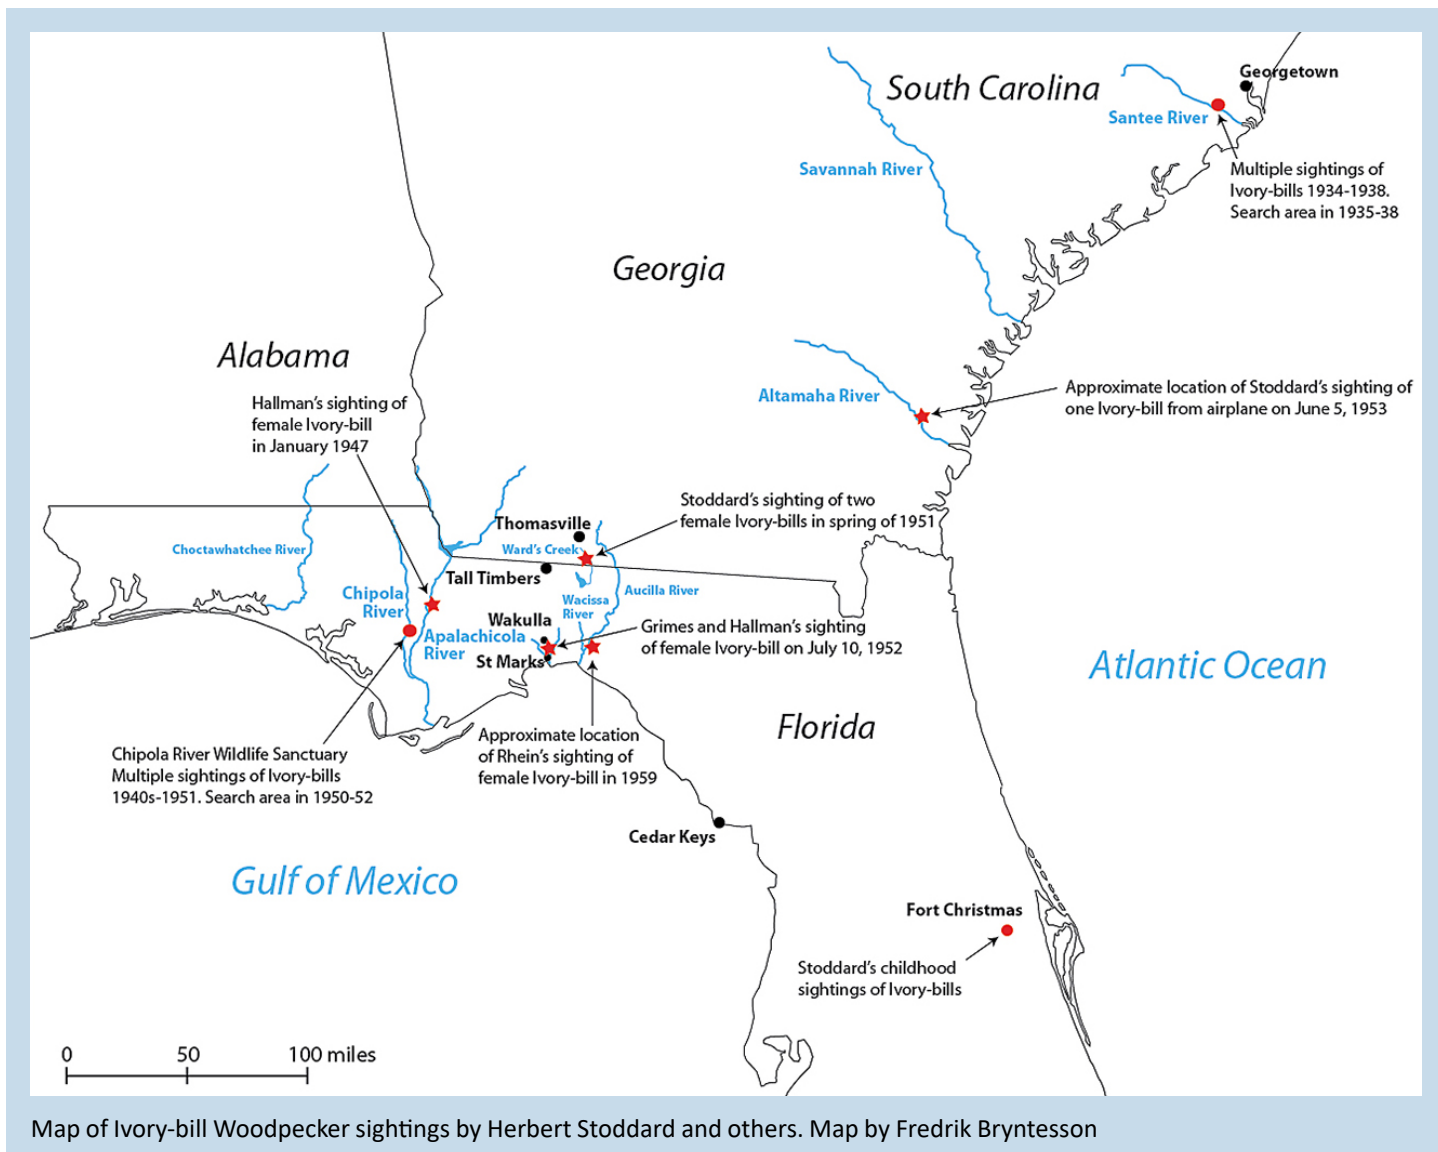 Georgetown
South Carolina
Santee River
Savannah River
Multiple sightings of
Ivory-bills 1934-1938.
Search area in 1935-38
Georgia
Alabama
Altamaha River
Approximate location of Stoddard's sighting of
one Ivory-bill from airplane on June 5, 1953
Hallman's sighting of
female Ivory-bill
in January 1947
Stoddard's sighting of two
female Ivory-bills in spring of 1951
Thomasville
Choctawhatchee River
Ward's Creek
Tall Timbers
Chipola
River
Wacissa
River
Aucilla River
Wakulla
Apalachicola
River
St Marks
Grimes and Hallman's sighting
of female Ivory-bill on July 10, 1952
Atlantic Ocean
Florida
Chipola River Wildlife Sanctuary
Multiple sightings of Ivory-bills
1940s-1951. Search area in 1950-52
Approximate location
of Rhein's sighting of
female Ivory-bill in 1959
Cedar Keys
Gulf of Mexico
Fort Christmas
Stoddard's childhood
sightings of Ivory-bills
0 50 100 miles
Map of Ivory-bill Woodpecker sightings by Herbert Stoddard and others. Map by Fredrik Bryntesson